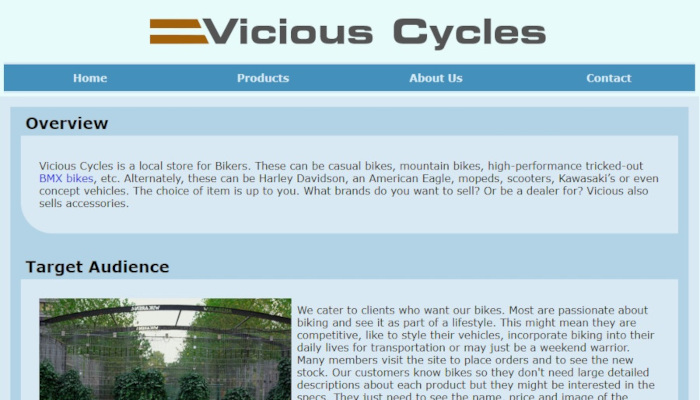 Vicious Cycles
Home Products About Us Contact
Overview
Vicious Cycles is a local store for Bikers. These can be casual bikes, mountain bikes, high-performance tricked-out
BMX bikes, etc. Alternately, these can be Harley Davidson, an American Eagle, mopeds, scooters, Kawasaki’s or even
concept vehicles. The choice of item is up to you. What brands do you want to sell? Or be a dealer for? Vicious also
sells accessories.
Target Audience
We cater to clients who want our bikes. Most are passionate about
biking and see it as part of a lifestyle. This might mean they are
competitive, like to style their vehicles, incorporate biking into their
daily lives for transportation or may just be a weekend warrior.
Many members visit the site to place orders and to see the new
stock. Our customers know bikes so they don't need large detailed
descriptions about each product but they might be interested in the
specs. They just need to see the name, price and image of the